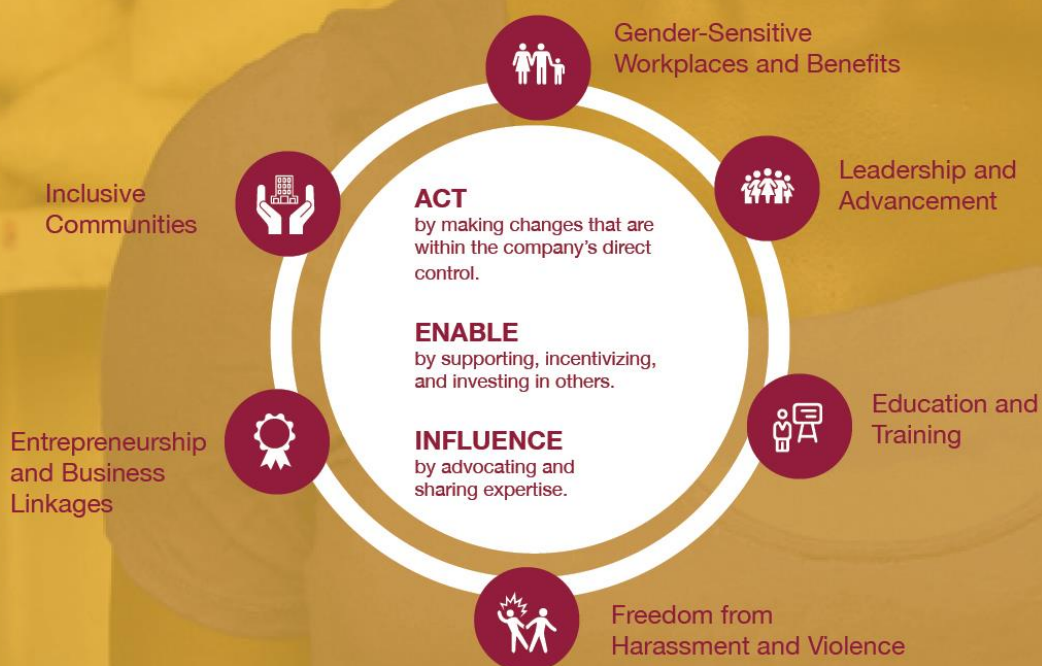 Gender-Sensitive
Workplaces and Benefits
Leadership and
Advancement
Education and
Training
Freedom from
Harassment and Violence
Entrepreneurship
and Business
Linkages
Inclusive
Communities
ACT
by making changes that are
within the company’s direct
control.
ENABLE
by supporting, incentivizing,
and investing in others.
INFLUENCE
by advocating and
sharing expertise.